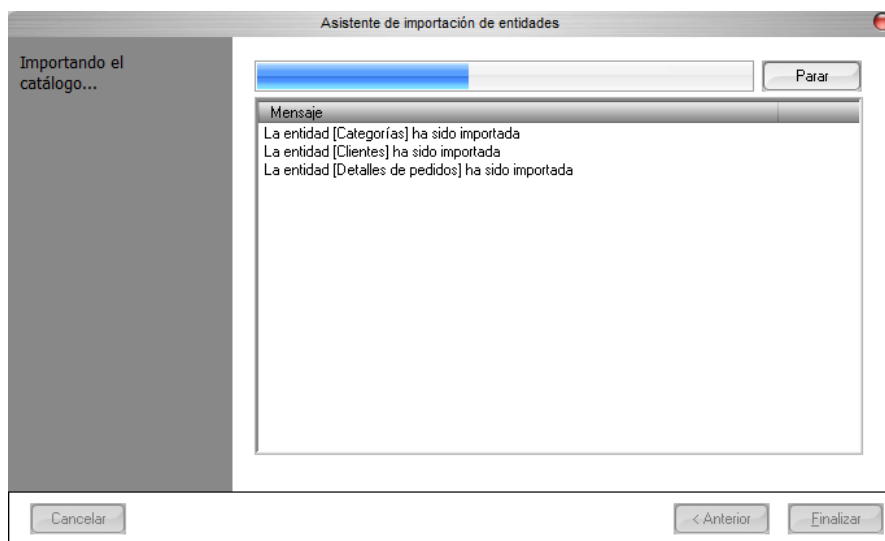 Asistente de importación de entidades
Importando el
catálogo...
Parar
Mensaje
La entidad [Categorías] ha sido importada
La entidad [Clientes] ha sido importada
La entidad [Detalles de pedidos] ha sido importada
Cancelar
< Anterior
Finalizar